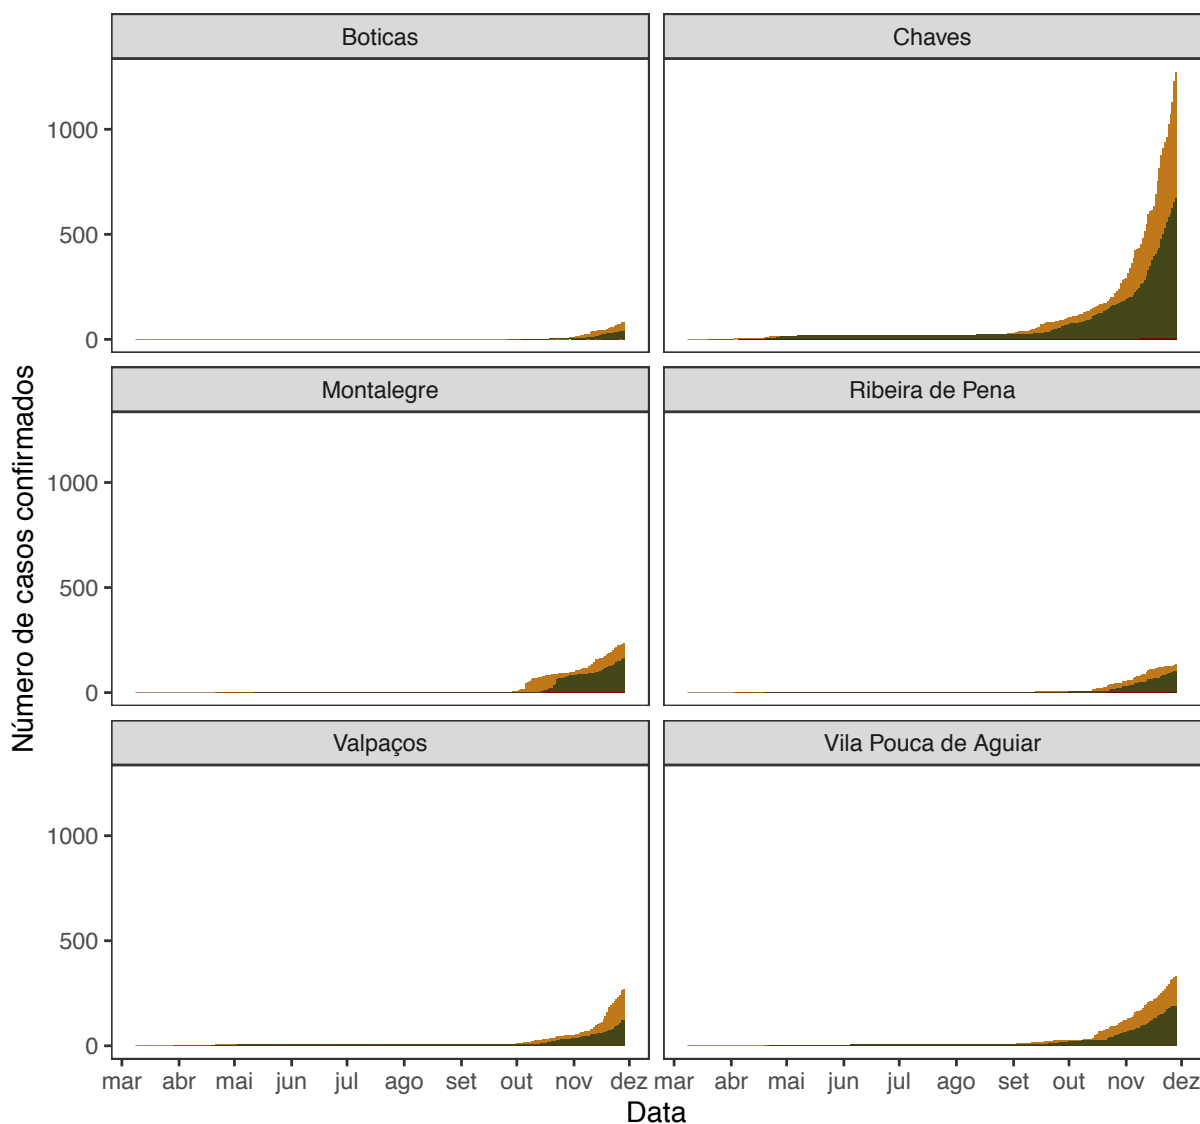 Boticas
Chaves
1000
500
0
Montalegre
Ribeira de Pena
1000
500
0
Valpaços
Vila Pouca de Aguiar
1000
500
0
mar abr mai jun jul ago set out nov dez
mar abr mai jun jul ago set out nov dez
Data
Número de casos confirmados